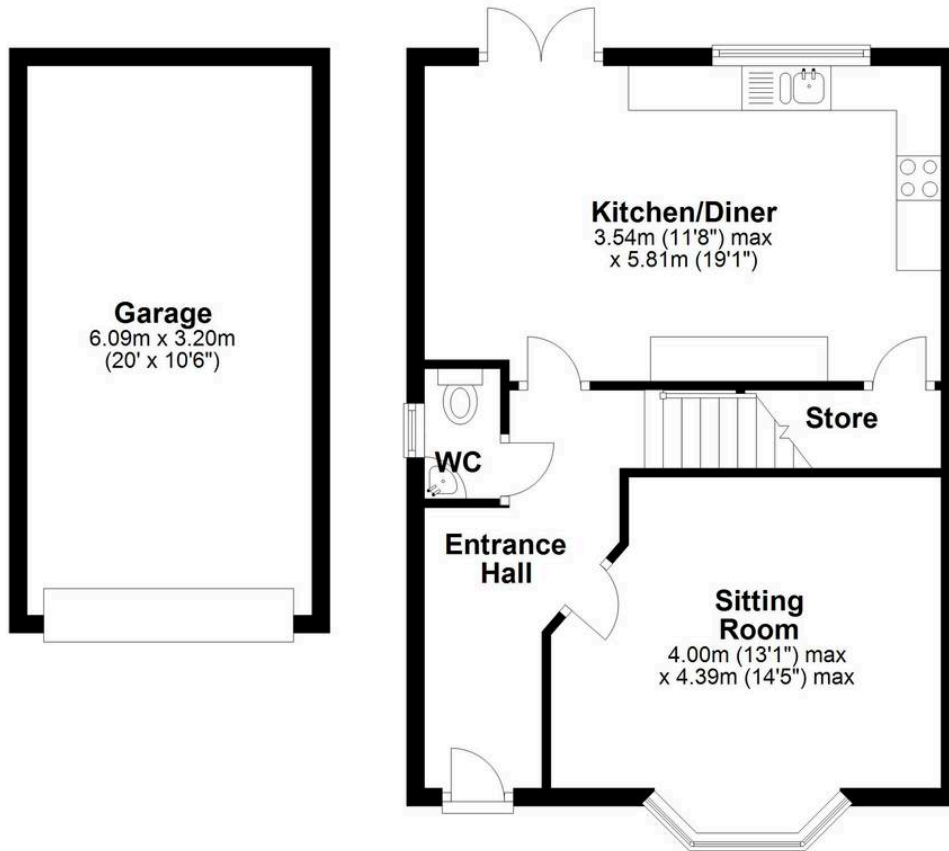 Kitchen/Diner
3.54m (11'8") max
x 5.81m (19'1")
Garage
6.09m x 3.20m
(20' x 10'6")
Store
WC
Entrance
Hall
Sitting
Room
4.00m (13'1") max
x 4.39m (14'5") max